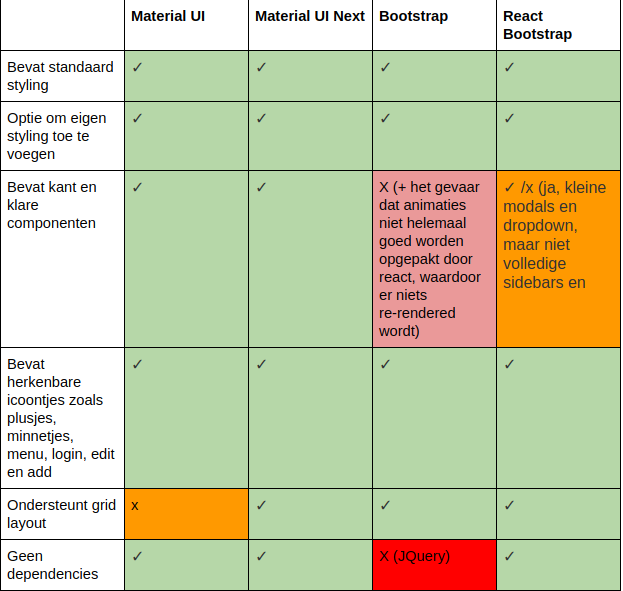 Material UI
Material UI Next
Bootstrap
React
Bootstrap
Bevat standaard
styling
✓
✓
✓
✓
Optie om eigen
styling toe te
voegen
✓
✓
✓
✓
Bevat kant en
klare
componenten
✓
✓
X (+ het gevaar
dat animaties
niet helemaal
goed worden
opgepakt door
react, waardoor
er niets
re-rendered
wordt)
✓ /x (ja, kleine
modals en
dropdown,
maar niet
volledige
sidebars en
Bevat
herkenbare
icoontjes zoals
plusjes,
minnetjes,
menu, login, edit
en add
✓
✓
✓
✓
Ondersteunt grid
layout
x
✓
✓
✓
Geen
dependencies
✓
✓
X (JQuery)
✓